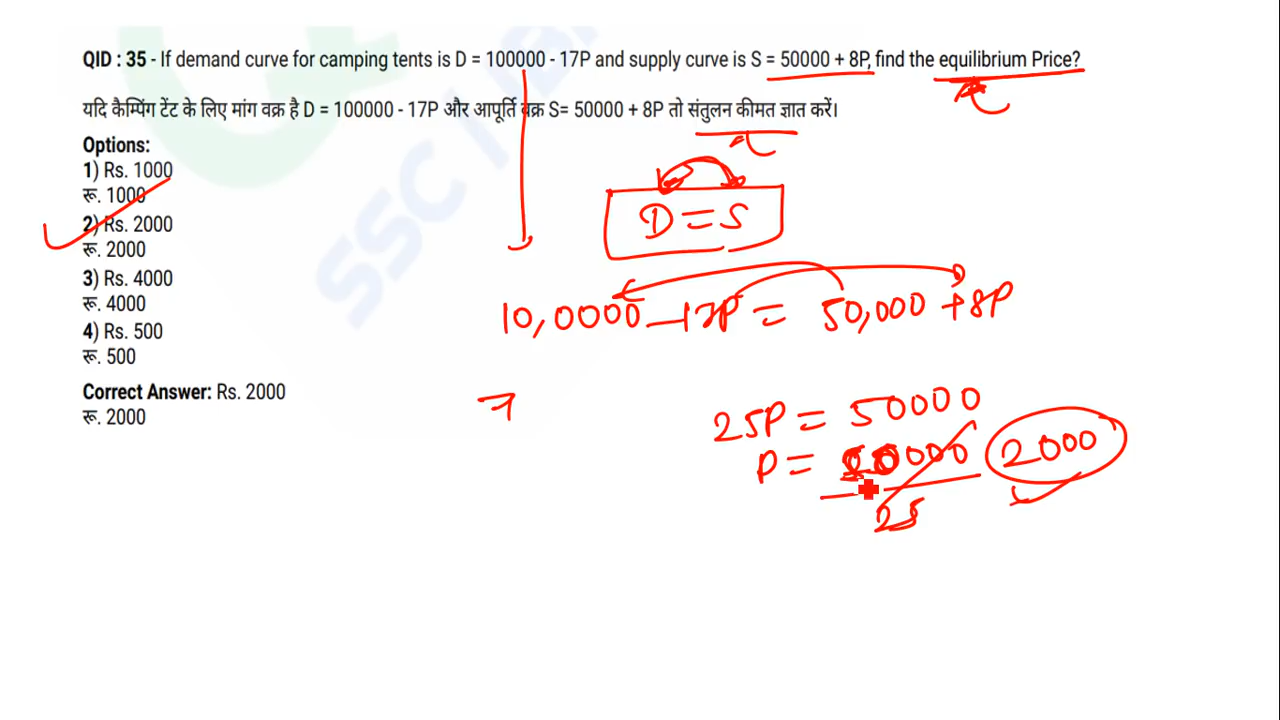 QID : 35 - If demand curve for camping tents is D = 100000 - 17P and supply curve is S = 50000 + 8P, find the equilibrium Price?
यदि कैम्पिंग टेंट के लिए मांग वक्र है D = 100000 - 17P और आपूर्ति वक्र S= 50000 + 8P तो संतुलन कीमत ज्ञात करें।
Options:
1) Rs. 1000
रू. 1000
2) Rs. 2000
रू. 2000
3) Rs. 4000
रू. 4000
4) Rs. 500
रू. 500
Correct Answer: Rs. 2000
रू. 2000
D = S
10,0000 - 17P = 50,000 + 8P
25P = 50000
P = 50000 2000
25
SSC